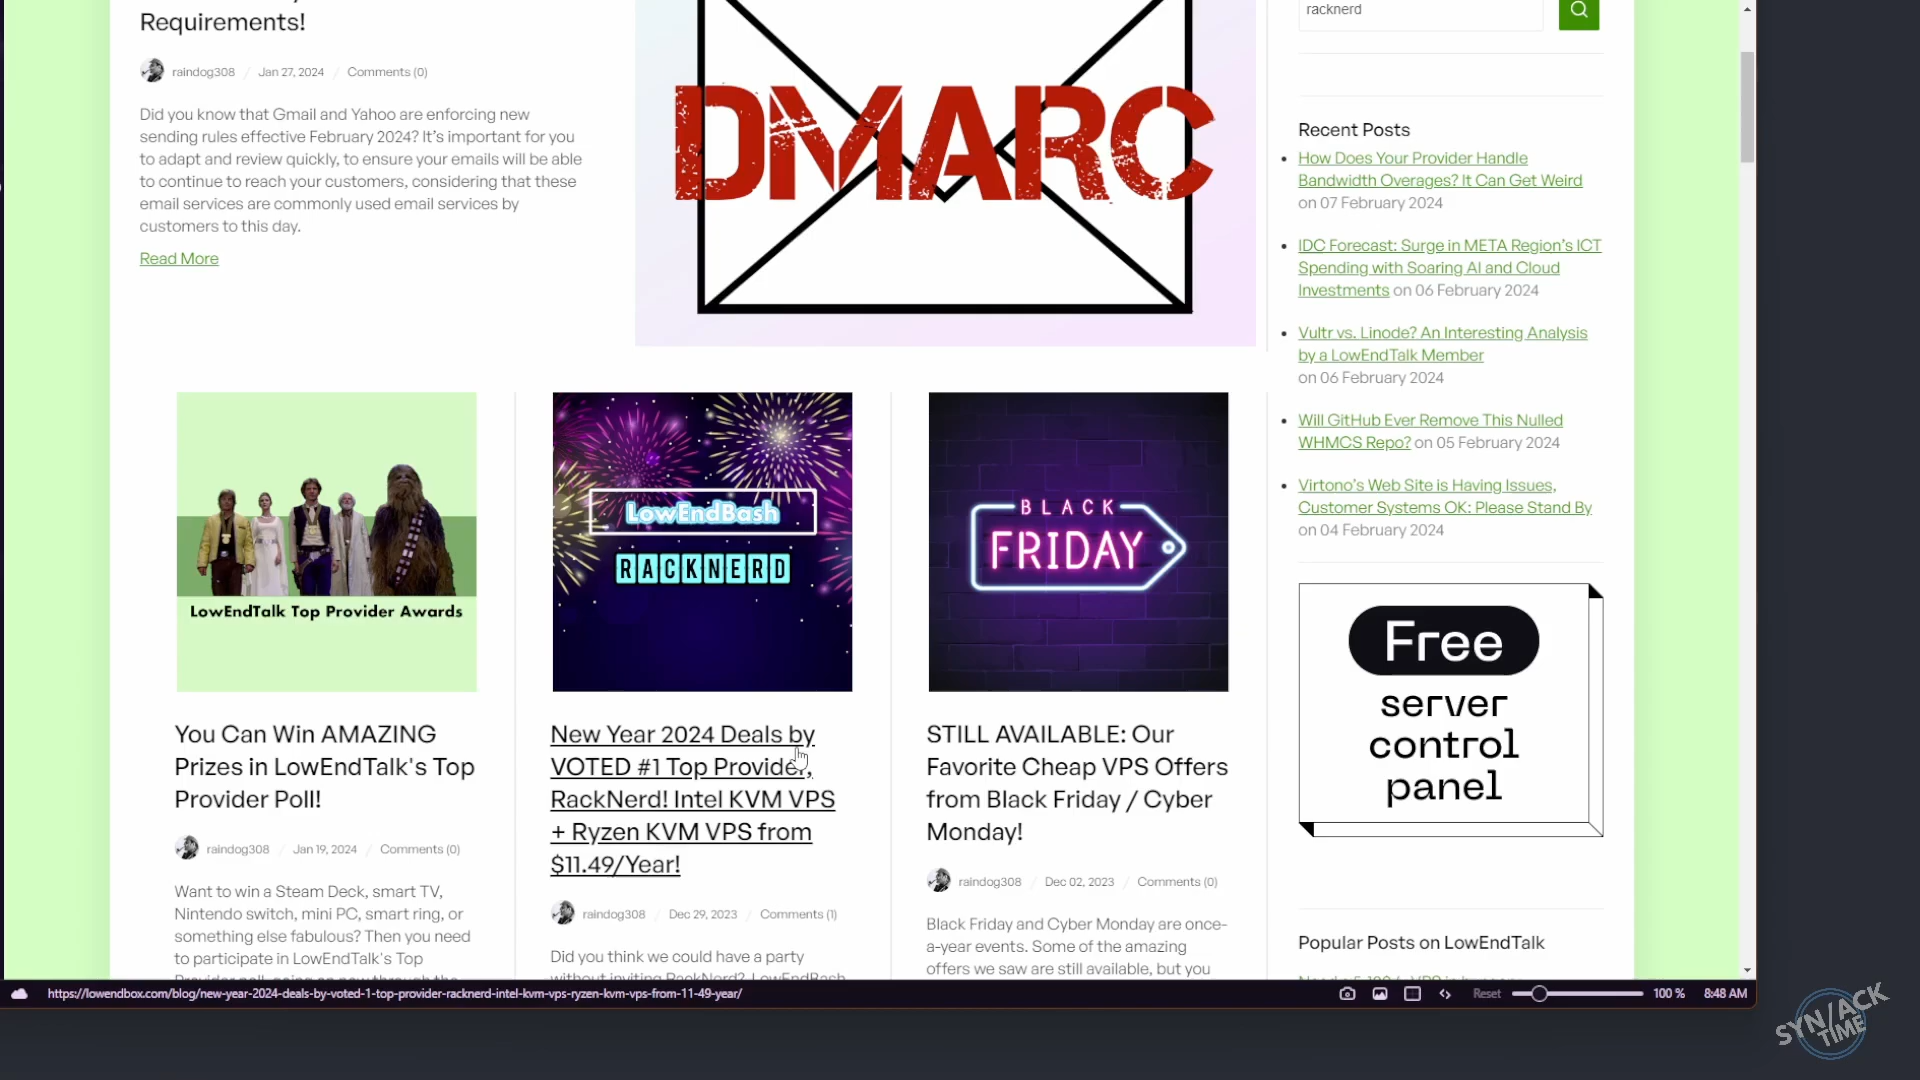 Requirements!
raindog308 / Jan 27, 2024 / Comments (0)
Did you know that Gmail and Yahoo are enforcing new
sending rules effective February 2024? It’s important for you
to adapt and review quickly, to ensure your emails will be able
to continue to reach your customers, considering that these
email services are commonly used email services by
customers to this day.
Read More
DMARC
LowEndTalk Top Provider Awards
You Can Win AMAZING
Prizes in LowEndTalk's Top
Provider Poll!
raindog308 / Jan 19, 2024 / Comments (0)
Want to win a Steam Deck, smart TV,
Nintendo switch, mini PC, smart ring, or
something else fabulous? Then you need
to participate in LowEndTalk's Top
LowEndBash
RACKNERD
New Year 2024 Deals by
VOTED #1 Top Provider,
RackNerd! Intel KVM VPS
+ Ryzen KVM VPS from
$11.49/Year!
raindog308 / Dec 29, 2023 / Comments (1)
Did you think we could have a party
without inviting RackNerd? LowEndBash
BLACK
FRIDAY
STILL AVAILABLE: Our
Favorite Cheap VPS Offers
from Black Friday / Cyber
Monday!
raindog308 / Dec 02, 2023 / Comments (0)
Black Friday and Cyber Monday are once-
a-year events. Some of the amazing
offers we saw are still available, but you
racknerd
Recent Posts
How Does Your Provider Handle
Bandwidth Overages? It Can Get Weird
on 07 February 2024
IDC Forecast: Surge in META Region’s ICT
Spending with Soaring AI and Cloud
Investments on 06 February 2024
Vultr vs. Linode? An Interesting Analysis
by a LowEndTalk Member
on 06 February 2024
Will GitHub Ever Remove This Nulled
WHMCS Repo? on 05 February 2024
Virtono’s Web Site is Having Issues,
Customer Systems OK: Please Stand By
on 04 February 2024
Free
server
control
panel
Popular Posts on LowEndTalk
https://lowendbox.com/blog/new-year-2024-deals-by-voted-1-top-provider-racknerd-intel-kvm-vps-ryzen-kvm-vps-from-11-49-year/
Reset
100 %
8:48 AM
SYN/ACK
TIME